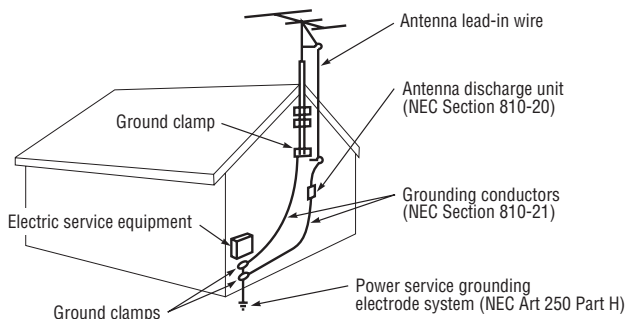 Antenna lead-in wire
Antenna discharge unit
(NEC Section 810-20)
Ground clamp
Grounding conductors
(NEC Section 810-21)
Electric service equipment
Power service grounding
electrode system (NEC Art 250 Part H)
Ground clamps